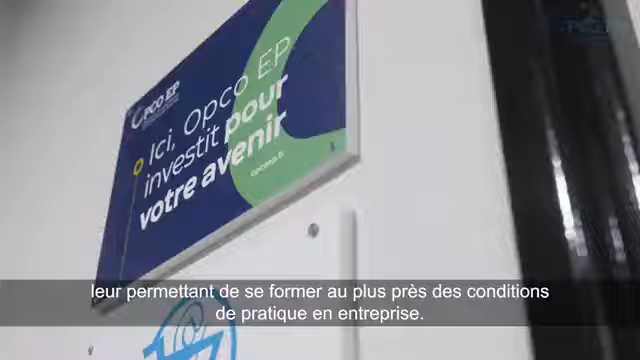 OPCO EP
Ici, Opco EP
investit pour
votre avenir
opcoep.fr
leur permettant de se former au plus près des conditions
de pratique en entreprise.